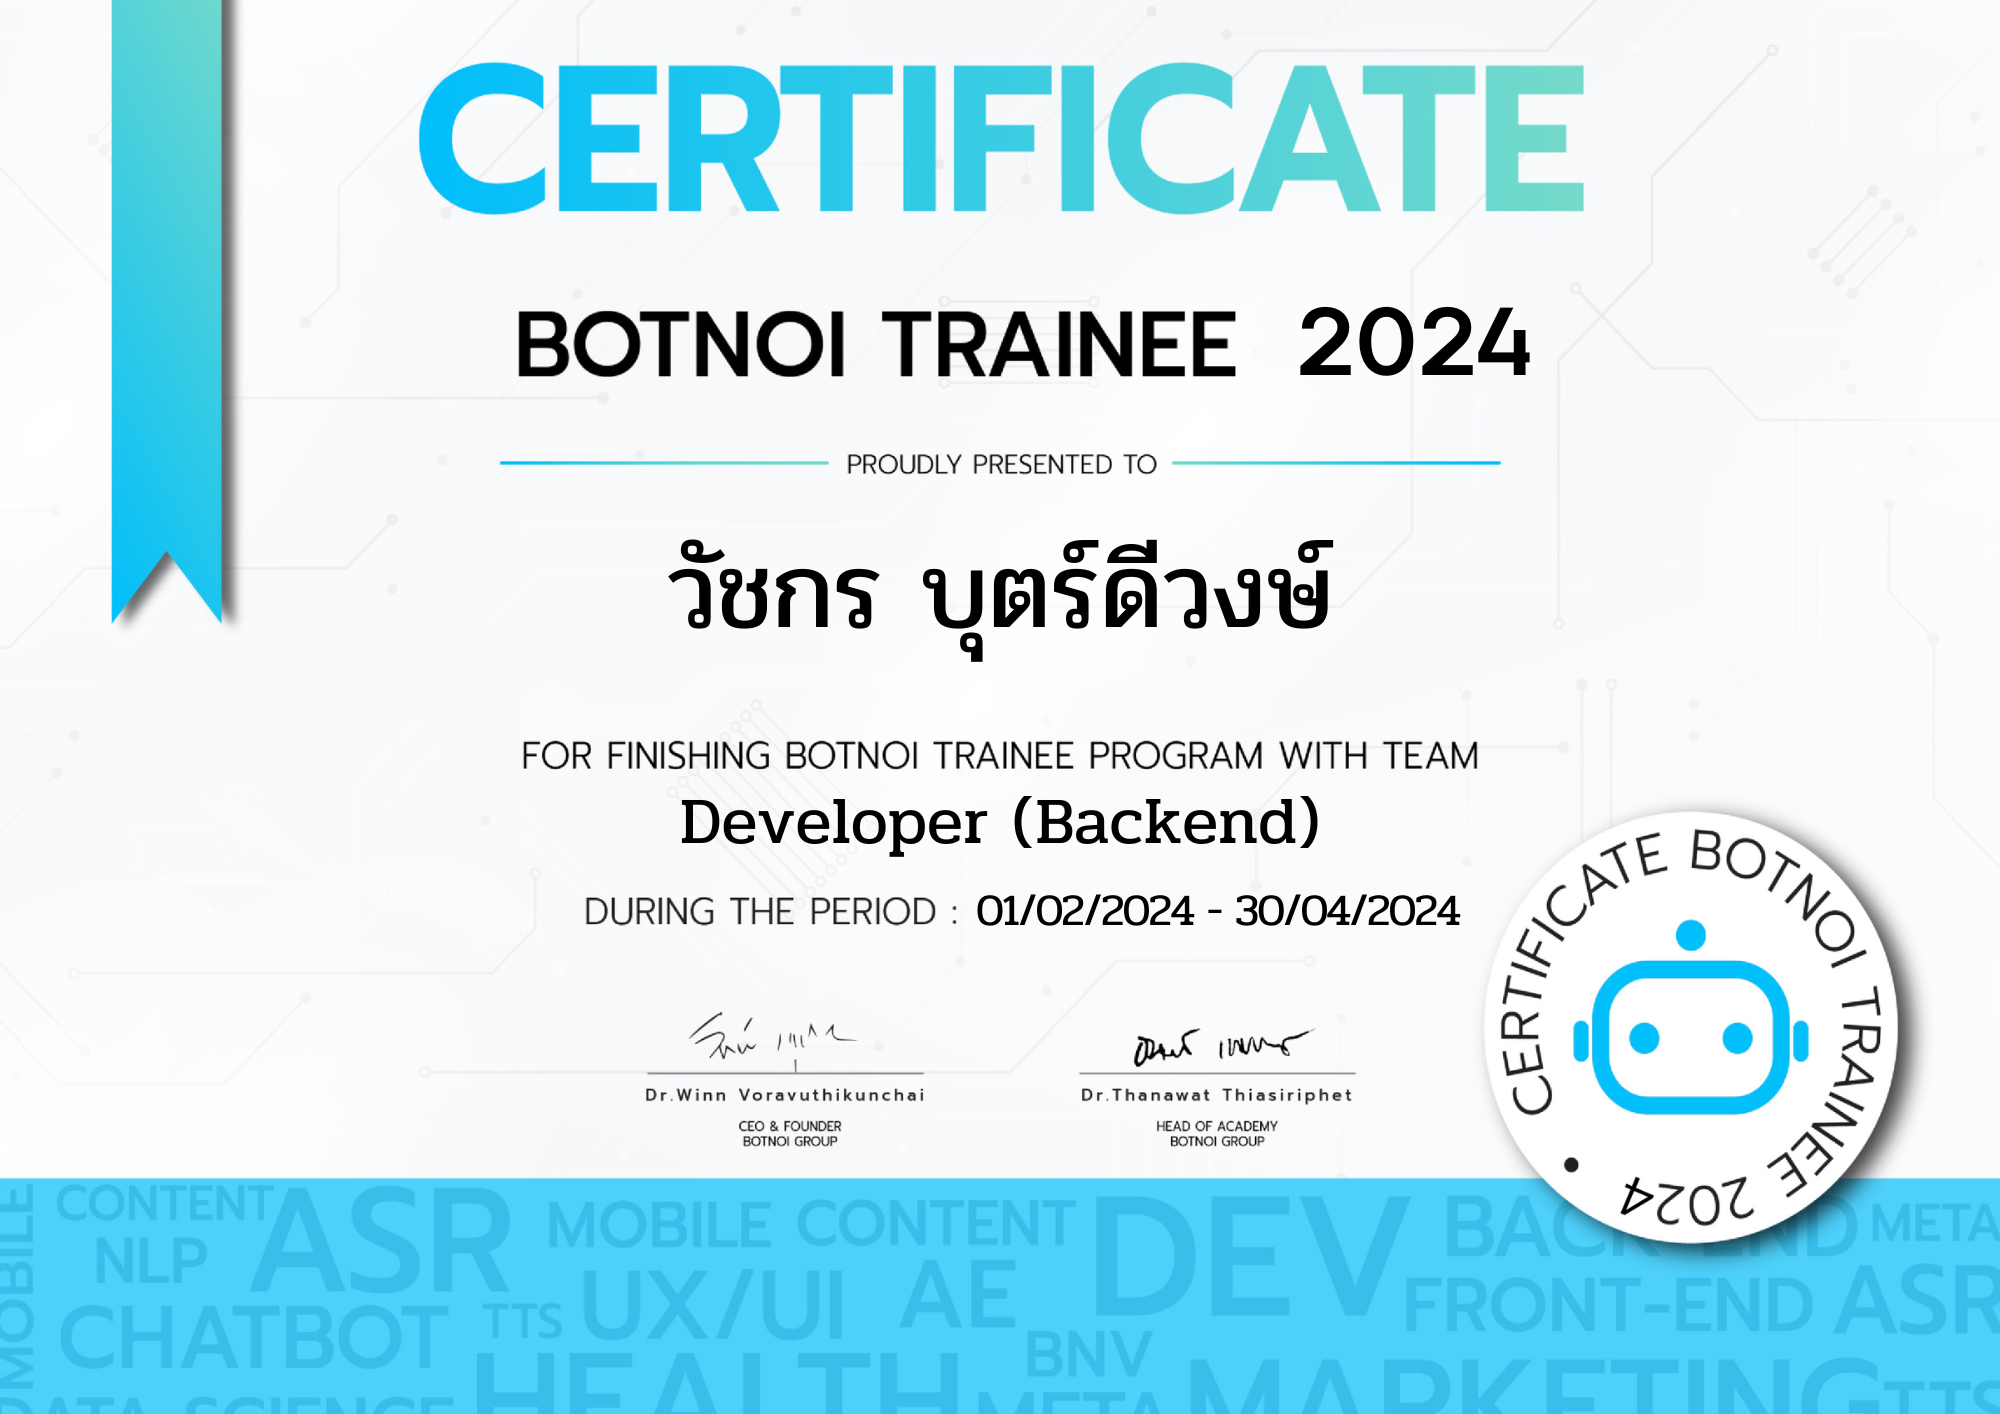 CERTIFICATE
BOTNOI TRAINEE 2024
PROUDLY PRESENTED TO
วัชกร บุตร์ดีวงษ์
FOR FINISHING BOTNOI TRAINEE PROGRAM WITH TEAM
Developer (Backend)
DURING THE PERIOD : 01/02/2024 - 30/04/2024
Dr.Winn Voravuthikunchai
CEO & FOUNDER
BOTNOI GROUP
Dr.Thanawat Thiasiriphet
HEAD OF ACADEMY
BOTNOI GROUP
CERTIFICATE BOTNOI TRAINEE 2024 •
MOBILE
CONTENT
NLP
ASR
MOBILE CONTENT
DEV
BACK-END
META
CHATBOT
TTS
UX/UI
AE
FRONT-END
ASR
BNV
DATA SCIENCE
HEALTH
META
MARKETING
TTS